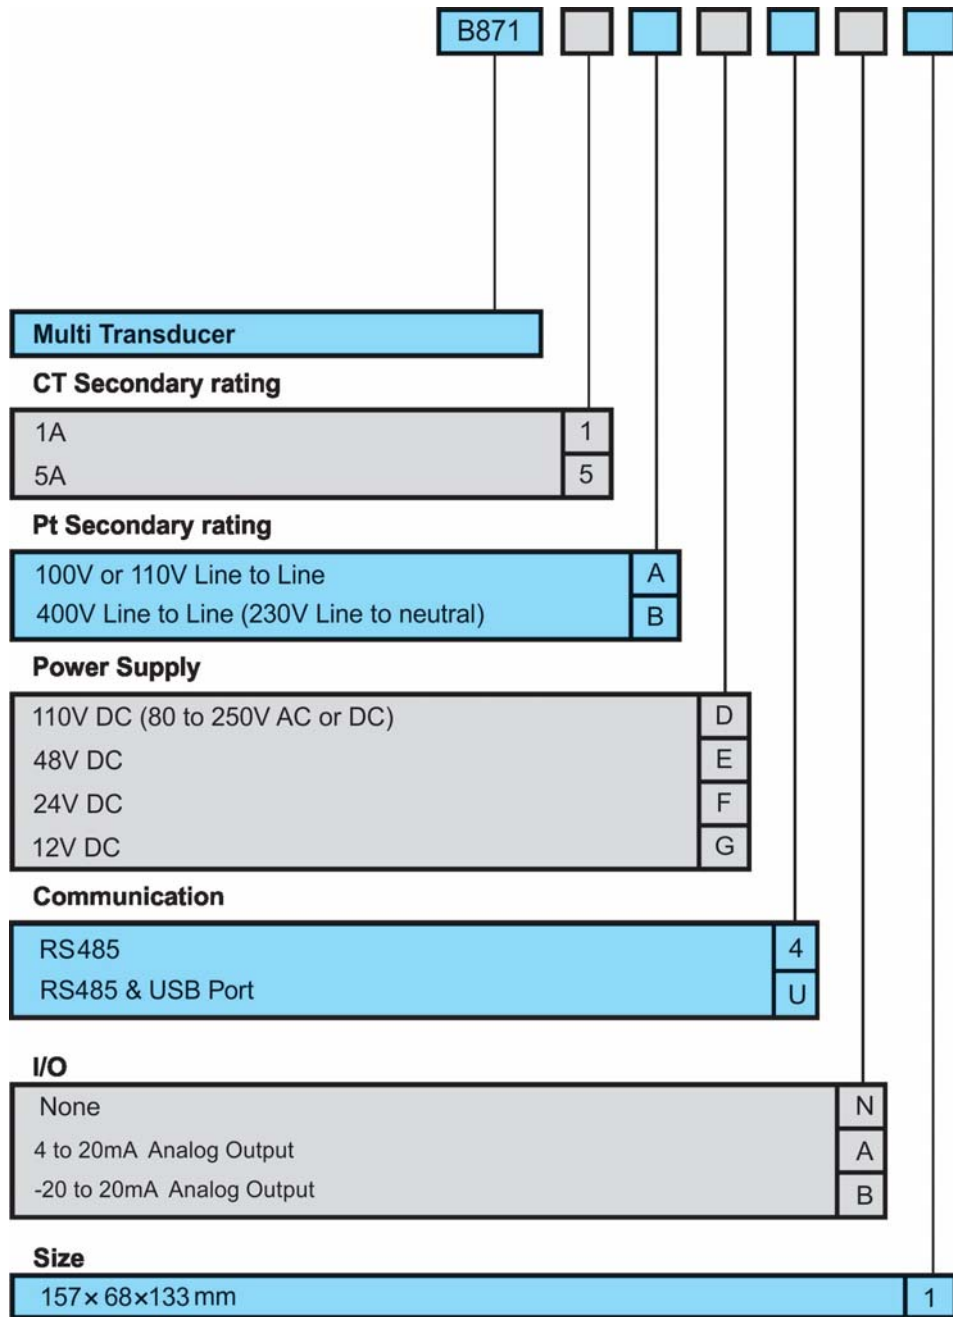 B871
Multi Transducer
CT Secondary rating
1A 1
5A 5
Pt Secondary rating
100V or 110V Line to Line A
400V Line to Line (230V Line to neutral) B
Power Supply
110V DC (80 to 250V AC or DC) D
48V DC E
24V DC F
12V DC G
Communication
RS485 4
RS485 & USB Port U
I/O
None N
4 to 20mA Analog Output A
-20 to 20mA Analog Output B
Size
157× 68×133 mm 1